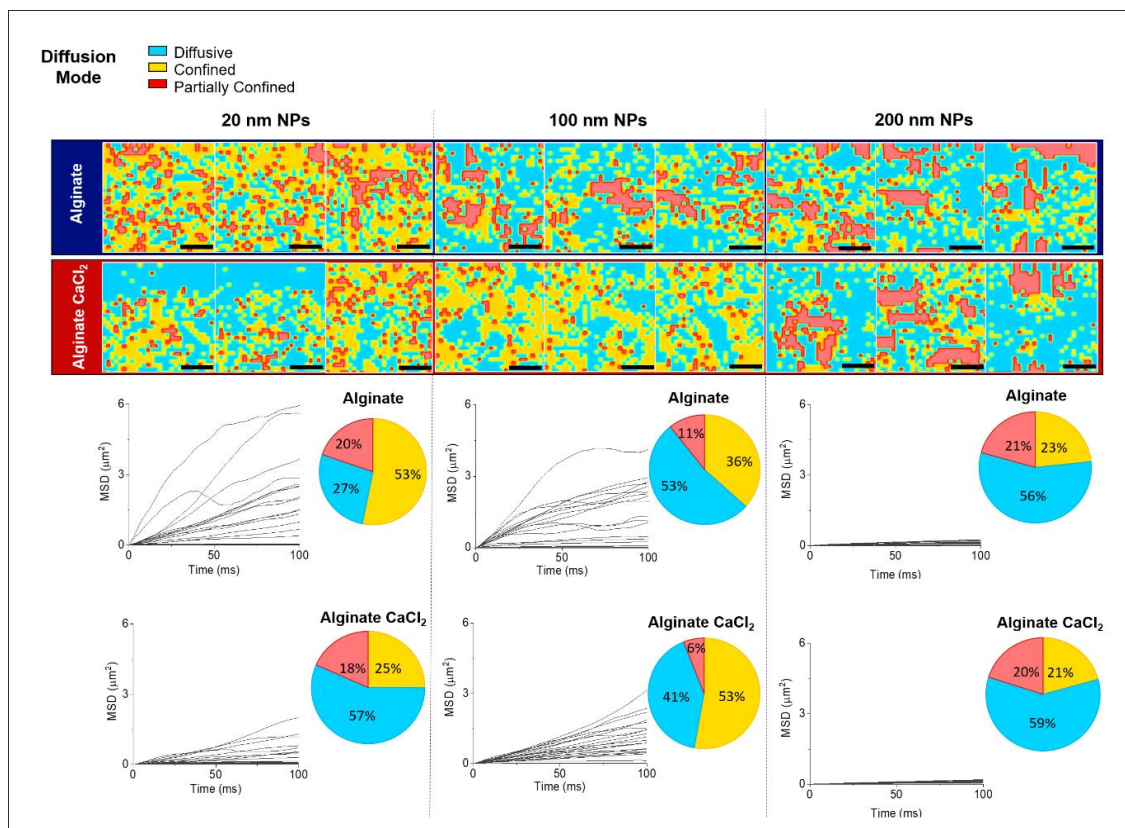 Diffusion
Mode
Diffusive
Confined
Partially Confined
20 nm NPs
100 nm NPs
200 nm NPs
Alginate
Alginate CaCl₂
Alginate
6
3
0
MSD (μm²)
0
50
100
Time (ms)
20%
53%
27%
Alginate
6
3
0
MSD (μm²)
0
50
100
Time (ms)
11%
36%
53%
Alginate
6
3
0
MSD (μm²)
0
50
100
Time (ms)
21%
23%
56%
Alginate CaCl₂
6
3
0
MSD (μm²)
0
50
100
Time (ms)
18%
25%
57%
Alginate CaCl₂
6
3
0
MSD (μm²)
0
50
100
Time (ms)
6%
41%
53%
Alginate CaCl₂
6
3
0
MSD (μm²)
0
50
100
Time (ms)
20%
21%
59%